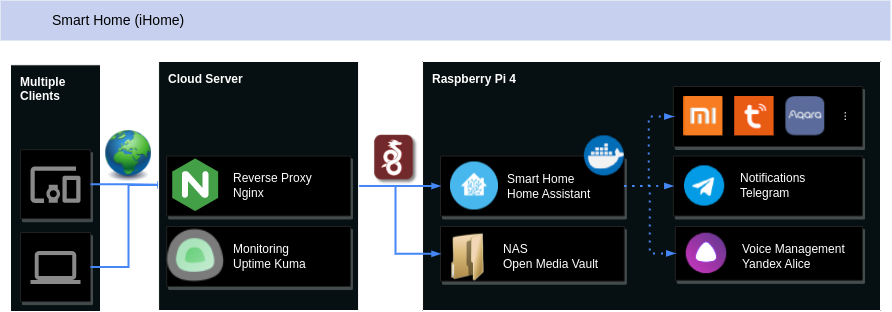 Smart Home (iHome)
Multiple
Clients
Cloud Server
Reverse Proxy
Nginx
Monitoring
Uptime Kuma
Raspberry Pi 4
Smart Home
Home Assistant
NAS
Open Media Vault
mi
Aqara
Notifications
Telegram
Voice Management
Yandex Alice